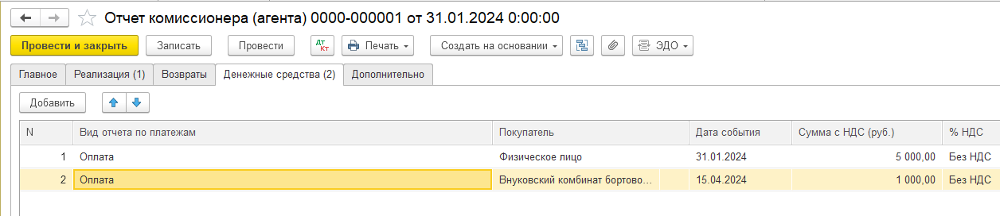 Отчет комиссионера (агента) 0000-000001 от 31.01.2024 0:00:00
Провести и закрыть Записать Провести Дт Кт Печать Создать на основании ЭДО
Главное Реализация (1) Возвраты Денежные средства (2) Дополнительно
Добавить
N Вид отчета по платежам Покупатель Дата события Сумма с НДС (руб.) % НДС
1 Оплата Физическое лицо 31.01.2024 5 000,00 Без НДС
2 Оплата Внуковский комбинат бортово... 15.04.2024 1 000,00 Без НДС